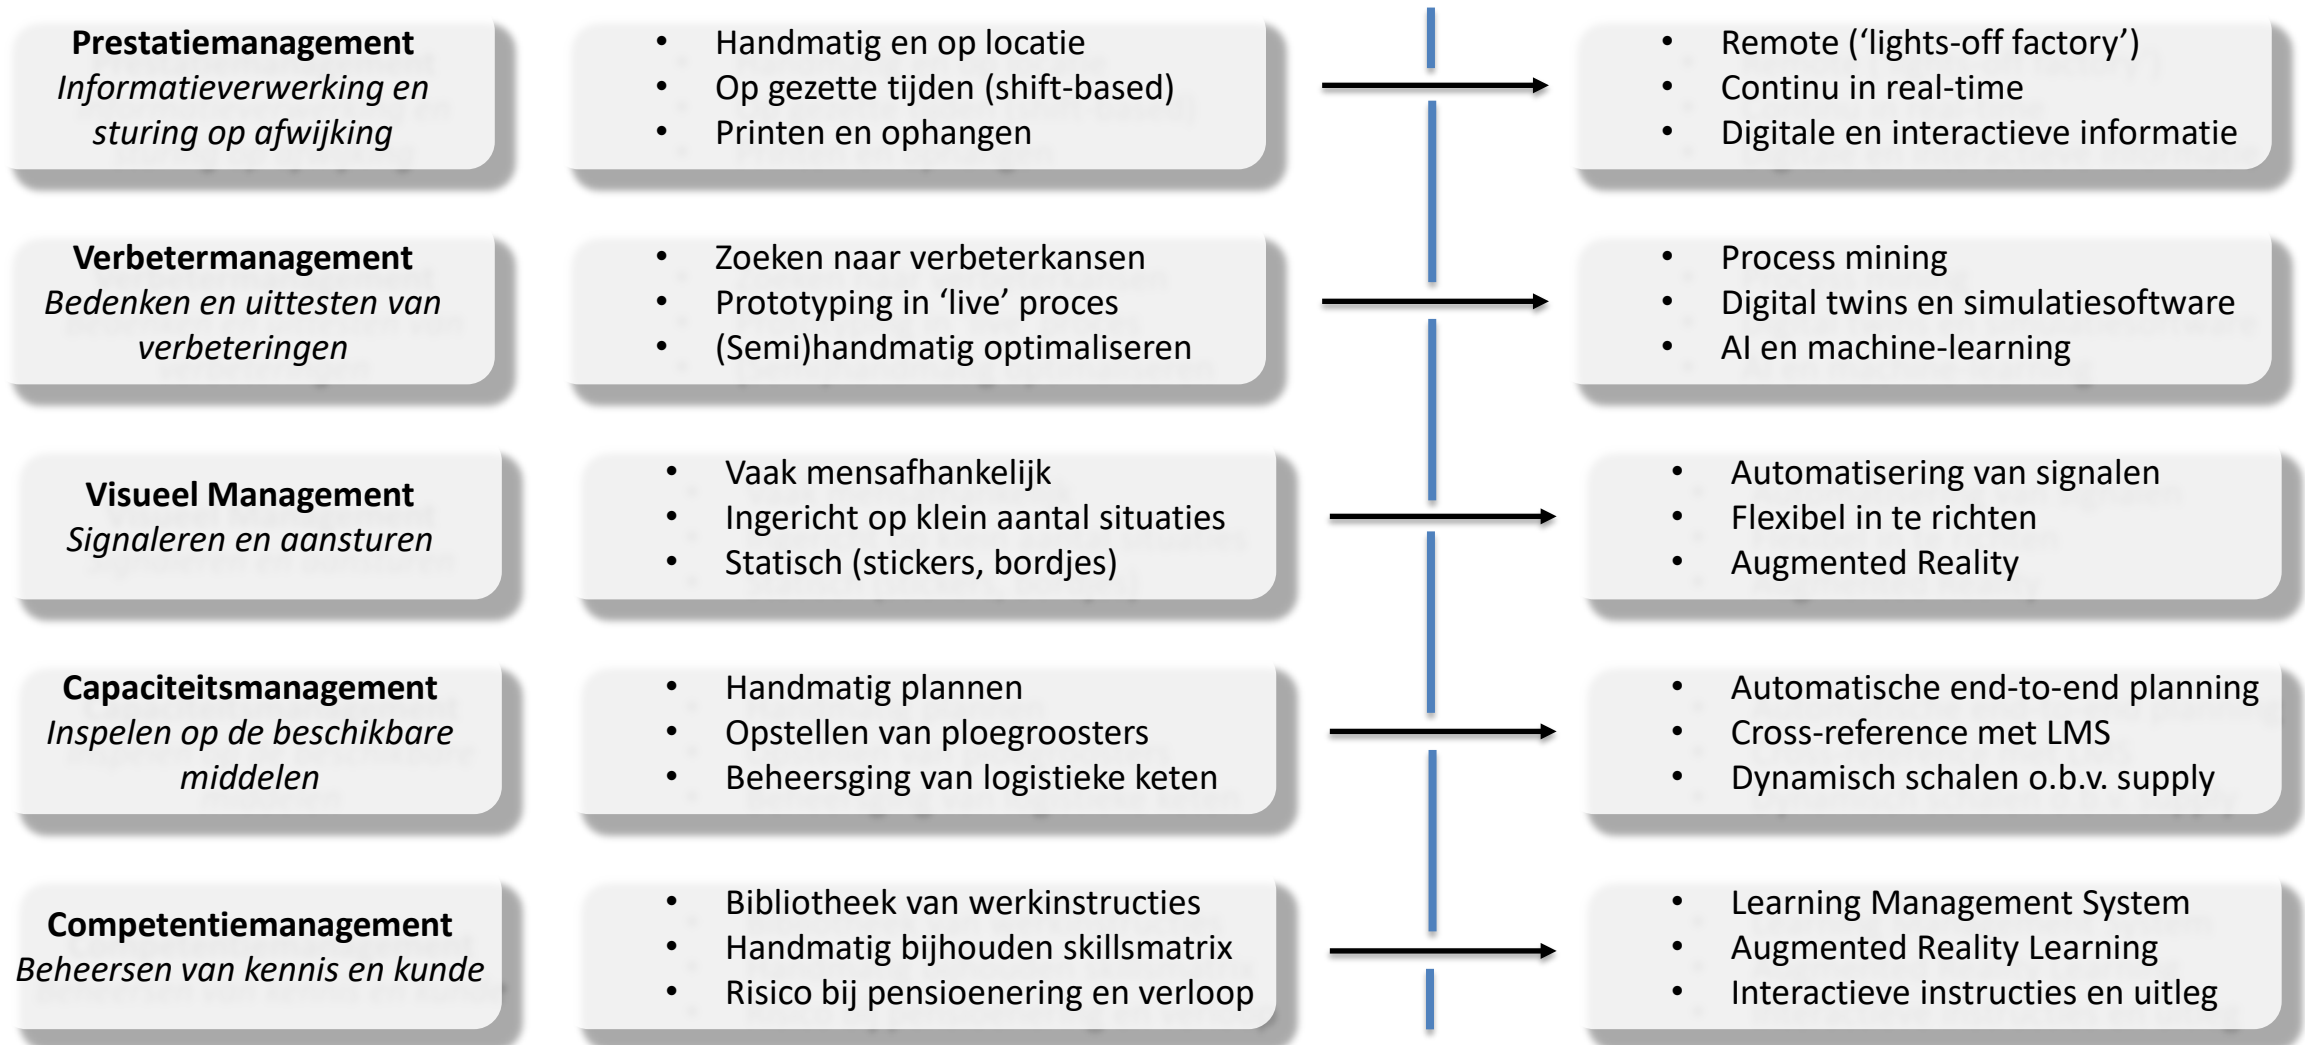 Prestatiemanagement
Informatieverwerking en
sturing op afwijking
• Handmatig en op locatie
• Op gezette tijden (shift-based)
• Printen en ophangen
• Remote (‘lights-off factory’)
• Continu in real-time
• Digitale en interactieve informatie
Verbetermanagement
Bedenken en uittesten van
verbeteringen
• Zoeken naar verbeterkansen
• Prototyping in ‘live’ proces
• (Semi)handmatig optimaliseren
• Process mining
• Digital twins en simulatiesoftware
• AI en machine-learning
Visueel Management
Signaleren en aansturen
• Vaak mensafhankelijk
• Ingericht op klein aantal situaties
• Statisch (stickers, bordjes)
• Automatisering van signalen
• Flexibel in te richten
• Augmented Reality
Capaciteitsmanagement
Inspelen op de beschikbare
middelen
• Handmatig plannen
• Opstellen van ploegroosters
• Beheersging van logistieke keten
• Automatische end-to-end planning
• Cross-reference met LMS
• Dynamisch schalen o.b.v. supply
Competentiemanagement
Beheersen van kennis en kunde
• Bibliotheek van werkinstructies
• Handmatig bijhouden skillsmatrix
• Risico bij pensioenering en verloop
• Learning Management System
• Augmented Reality Learning
• Interactieve instructies en uitleg